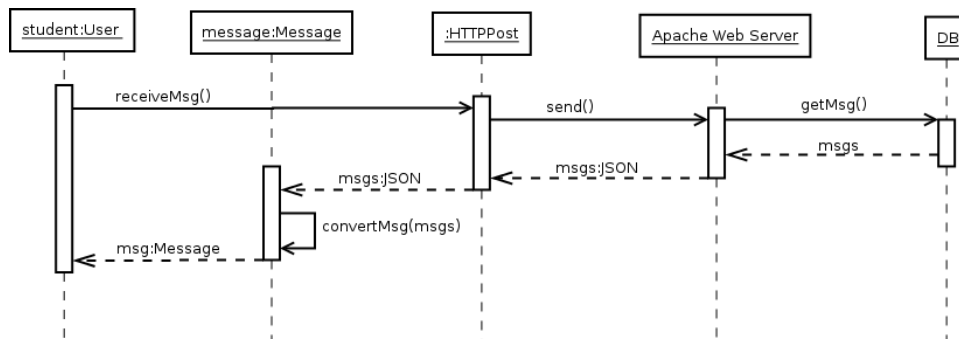 student:User
message:Message
:HTTPPost
Apache Web Server
DB
receiveMsg()
send()
getMsg()
msgs
msgs:JSON
msgs:JSON
convertMsg(msgs)
msg:Message